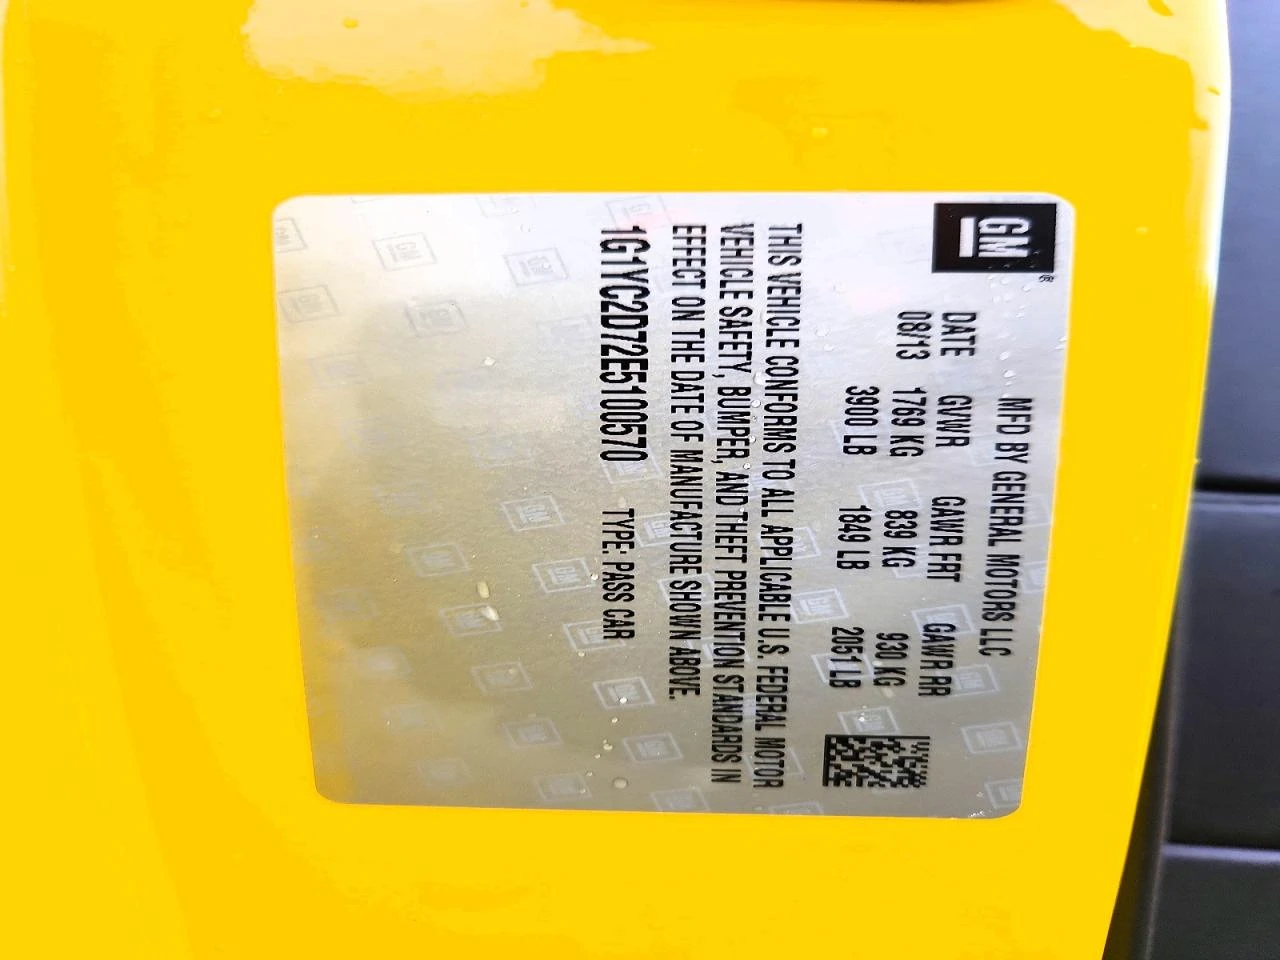 GM ®
MFD BY GENERAL MOTORS LLC
DATE GVWR GAWR FRT GAWR RR
08/13 1769 KG 839 KG 930 KG
3900 LB 1849 LB 2051 LB
THIS VEHICLE CONFORMS TO ALL APPLICABLE U.S. FEDERAL MOTOR
VEHICLE SAFETY, BUMPER, AND THEFT PREVENTION STANDARDS IN
EFFECT ON THE DATE OF MANUFACTURE SHOWN ABOVE.
1G1YC2D72E5100570 TYPE: PASS CAR